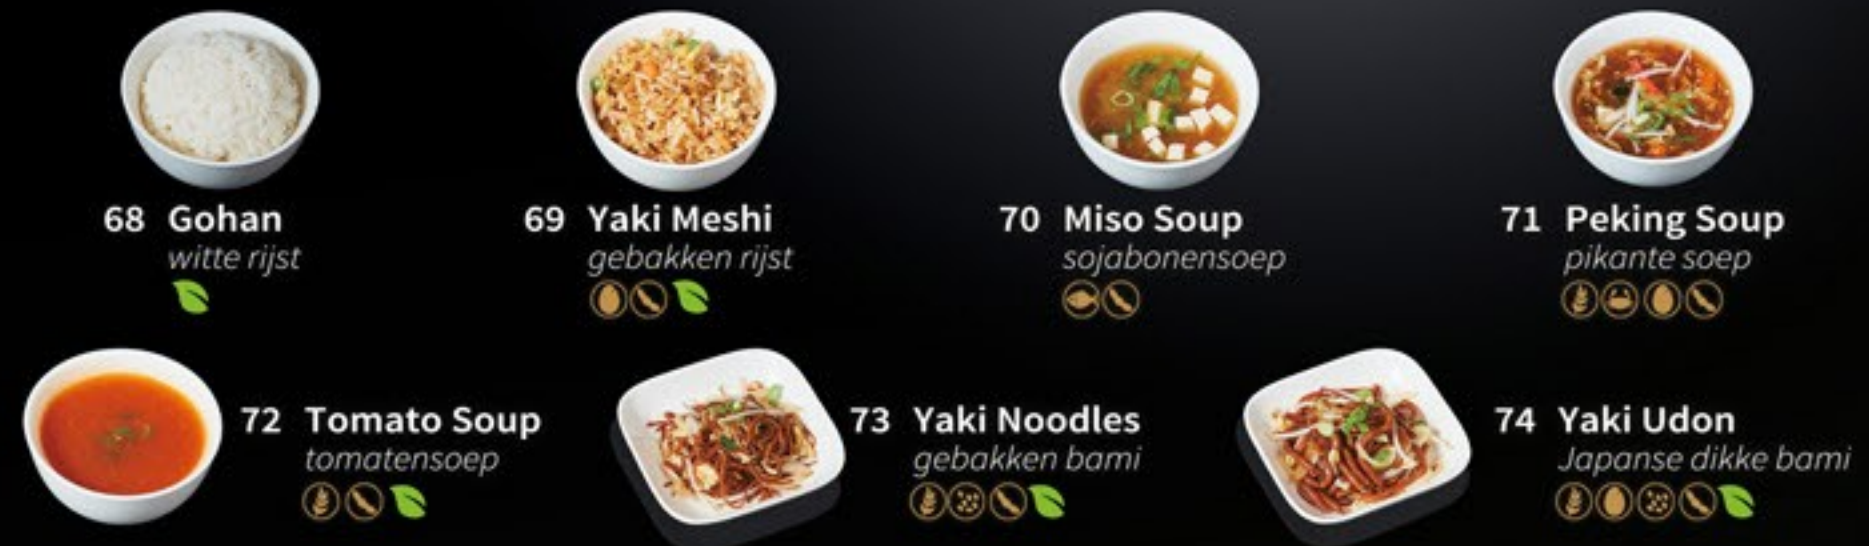 68 Gohan
witte rijst
69 Yaki Meshi
gebakken rijst
70 Miso Soup
sojabonensoep
71 Peking Soup
pikante soep
72 Tomato Soup
tomatensoep
73 Yaki Noodles
gebakken bami
74 Yaki Udon
Japanse dikke bami